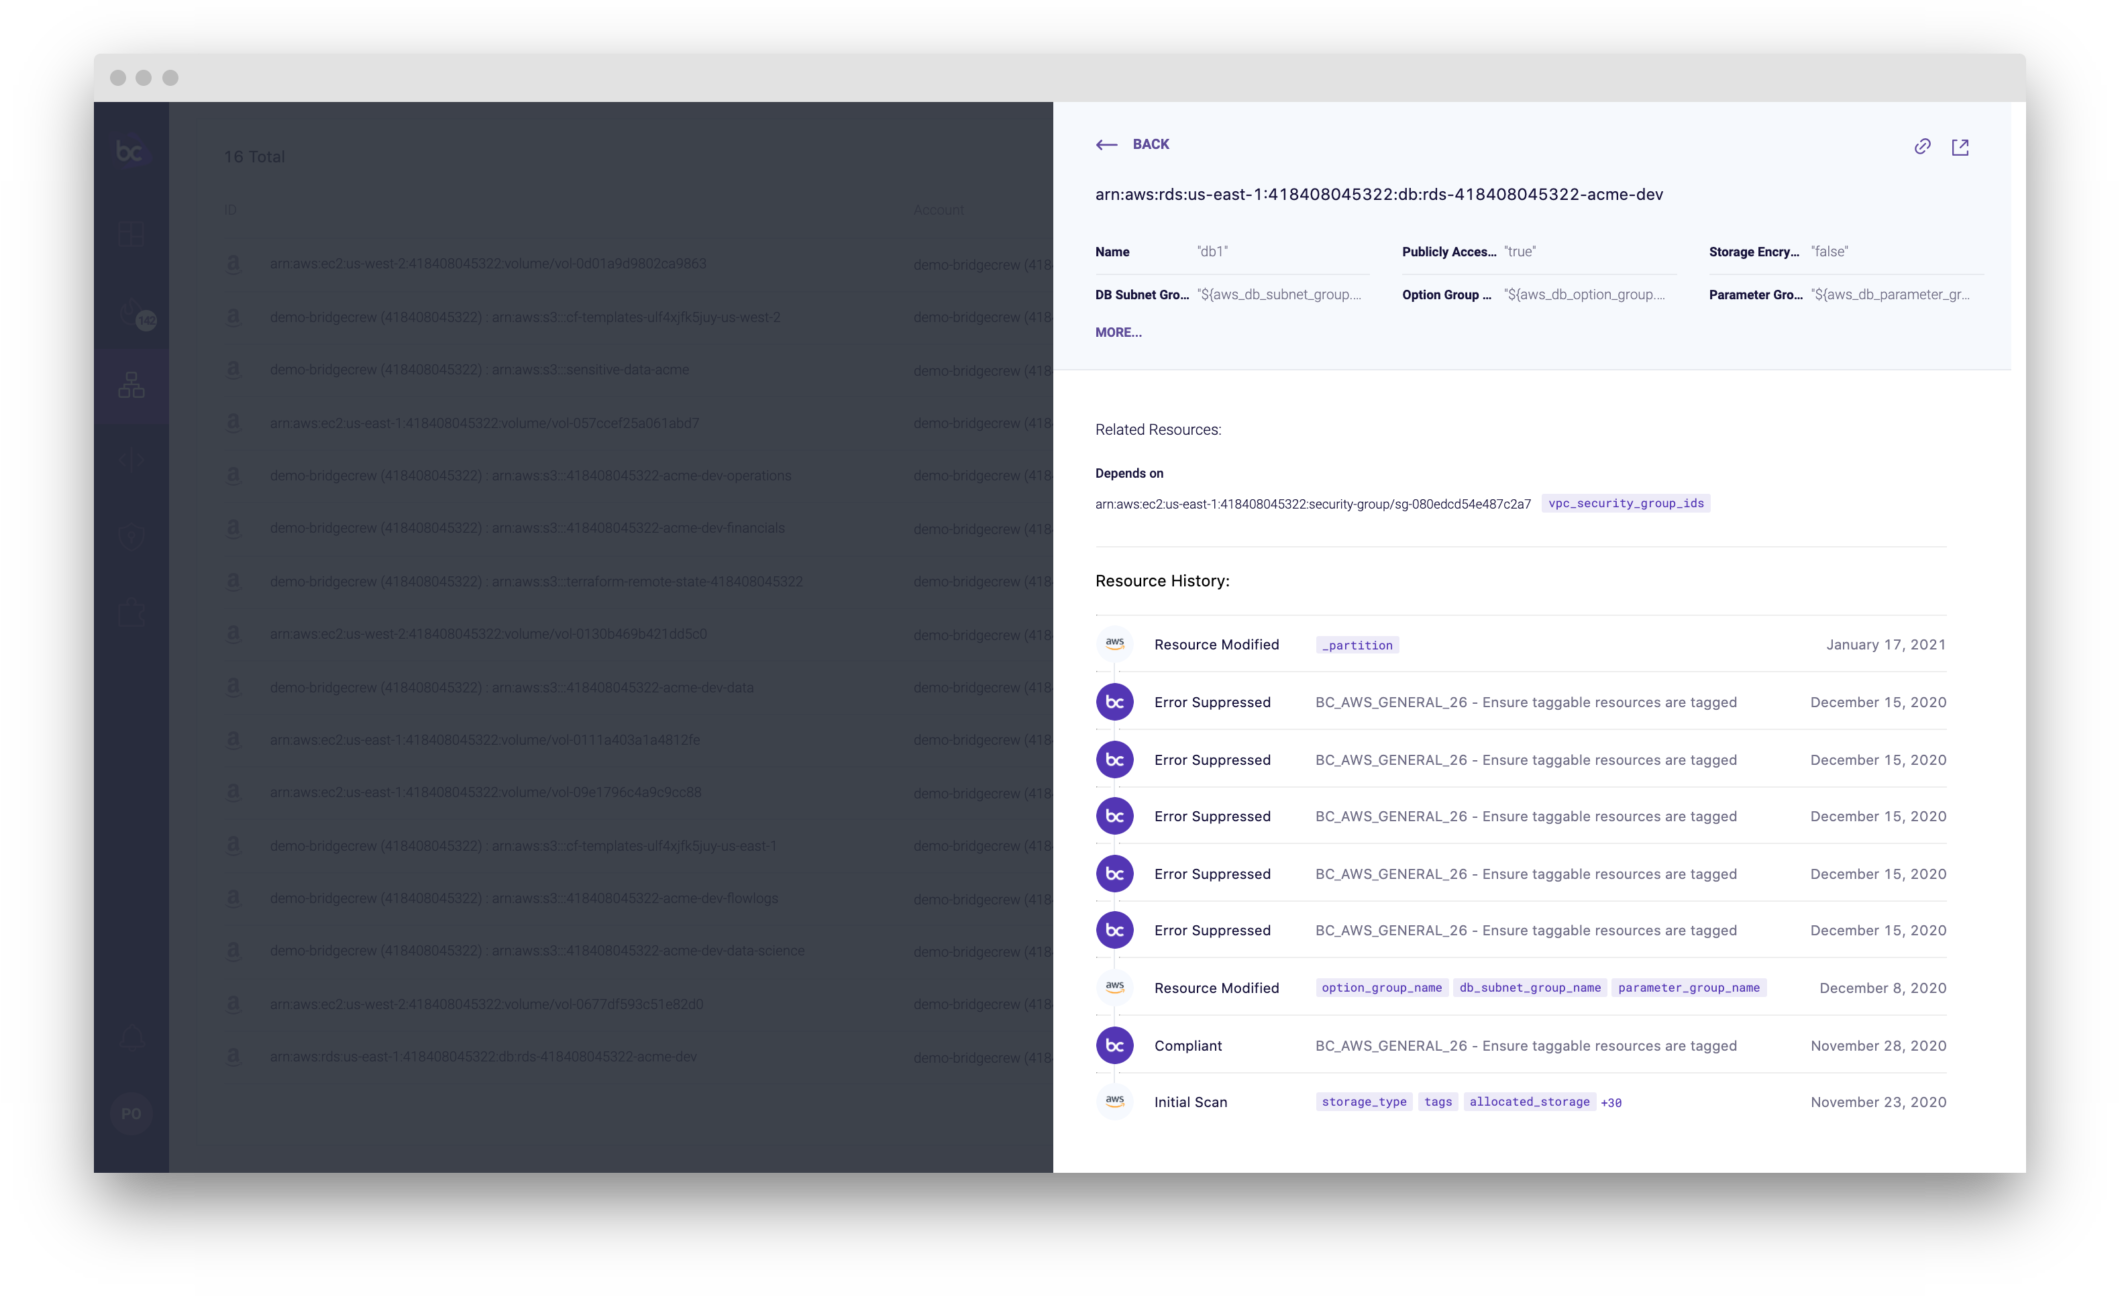 bc
142
PO
16 Total
ID
Account
arn:aws:ec2:us-west-2:418408045322:volume/vol-0d01a9d9802ca9863 demo-bridgecrew (418
demo-bridgecrew (418408045322) : arn:aws:s3:::cf-templates-ulf4xjfk5juy-us-west-2 demo-bridgecrew (418
demo-bridgecrew (418408045322) : arn:aws:s3:::sensitive-data-acme demo-bridgecrew (418
arn:aws:ec2:us-east-1:418408045322:volume/vol-057ccef25a061abd7 demo-bridgecrew (418
demo-bridgecrew (418408045322) : arn:aws:s3:::418408045322-acme-dev-operations demo-bridgecrew (418
demo-bridgecrew (418408045322) : arn:aws:s3:::418408045322-acme-dev-financials demo-bridgecrew (418
demo-bridgecrew (418408045322) : arn:aws:s3:::terraform-remote-state-418408045322 demo-bridgecrew (418
arn:aws:ec2:us-west-2:418408045322:volume/vol-0130b469b421dd5c0 demo-bridgecrew (418
demo-bridgecrew (418408045322) : arn:aws:s3:::418408045322-acme-dev-data demo-bridgecrew (418
arn:aws:ec2:us-east-1:418408045322:volume/vol-0111a403a1a4812fe demo-bridgecrew (418
arn:aws:ec2:us-east-1:418408045322:volume/vol-09e1796c4a9c9cc88 demo-bridgecrew (418
demo-bridgecrew (418408045322) : arn:aws:s3:::cf-templates-ulf4xjfk5juy-us-east-1 demo-bridgecrew (418
demo-bridgecrew (418408045322) : arn:aws:s3:::418408045322-acme-dev-flowlogs demo-bridgecrew (418
demo-bridgecrew (418408045322) : arn:aws:s3:::418408045322-acme-dev-data-science demo-bridgecrew (418
arn:aws:ec2:us-west-2:418408045322:volume/vol-0677df593c51e82d0 demo-bridgecrew (418
arn:aws:rds:us-east-1:418408045322:db:rds-418408045322-acme-dev demo-bridgecrew (418
BACK
arn:aws:rds:us-east-1:418408045322:db:rds-418408045322-acme-dev
Name "db1" Publicly Acces... "true" Storage Encry... "false"
DB Subnet Gro... "${aws_db_subnet_group.... Option Group ... "${aws_db_option_group.... Parameter Gro... "${aws_db_parameter_gr...
MORE...
Related Resources:
Depends on
arn:aws:ec2:us-east-1:418408045322:security-group/sg-080edcd54e487c2a7 vpc_security_group_ids
Resource History:
aws Resource Modified _partition January 17, 2021
bc Error Suppressed BC_AWS_GENERAL_26 - Ensure taggable resources are tagged December 15, 2020
bc Error Suppressed BC_AWS_GENERAL_26 - Ensure taggable resources are tagged December 15, 2020
bc Error Suppressed BC_AWS_GENERAL_26 - Ensure taggable resources are tagged December 15, 2020
bc Error Suppressed BC_AWS_GENERAL_26 - Ensure taggable resources are tagged December 15, 2020
bc Error Suppressed BC_AWS_GENERAL_26 - Ensure taggable resources are tagged December 15, 2020
aws Resource Modified option_group_name db_subnet_group_name parameter_group_name December 8, 2020
bc Compliant BC_AWS_GENERAL_26 - Ensure taggable resources are tagged November 28, 2020
aws Initial Scan storage_type tags allocated_storage +30 November 23, 2020